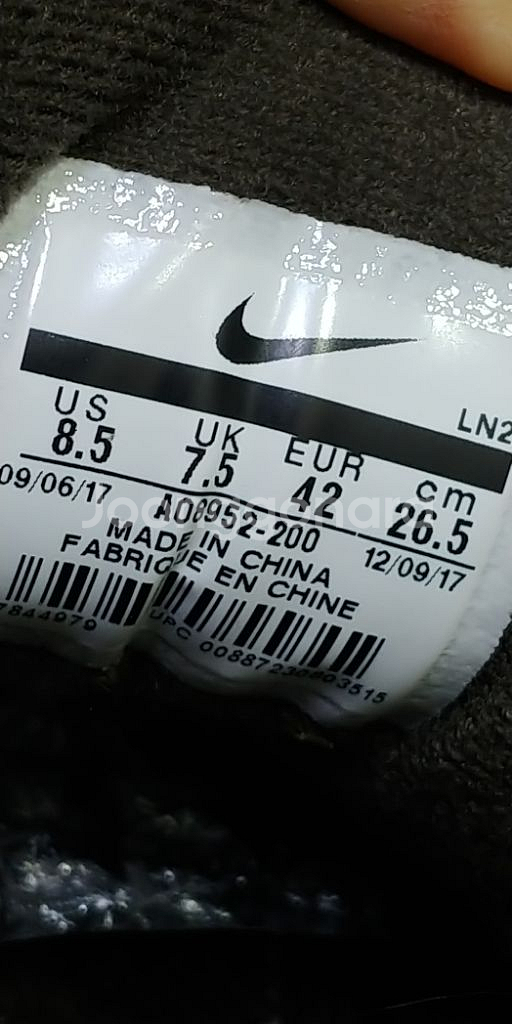 LN2
US UK EUR cm
8.5 7.5 42 26.5
09/06/17 AO8952-200 12/09/17
MADE IN CHINA
FABRIQUE EN CHINE
7844979 UPC 00887230803515